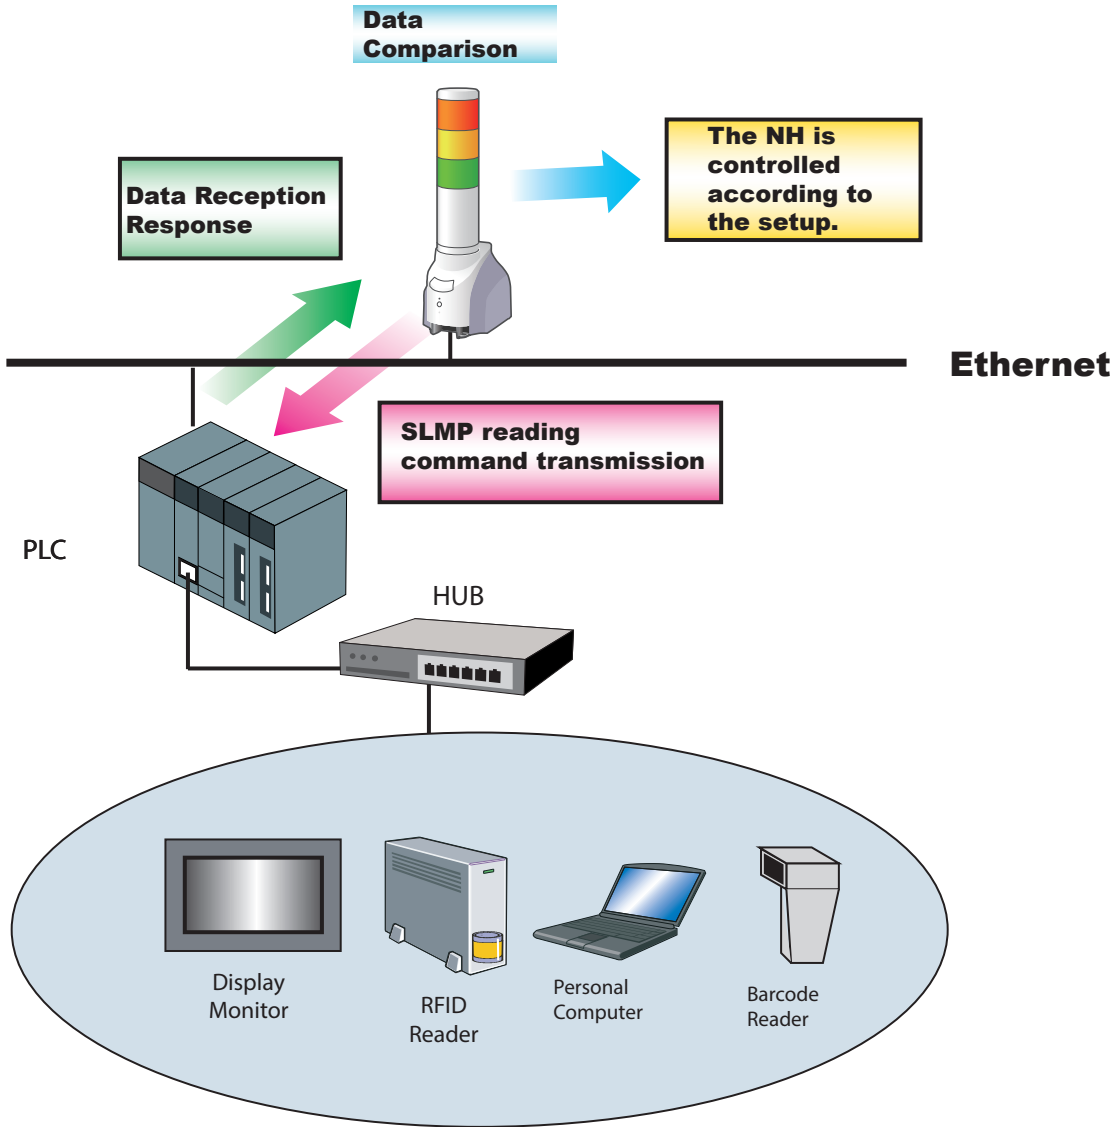 Data
Comparison
The NH is
controlled
according to
the setup.
Data Reception
Response
Ethernet
SLMP reading
command transmission
PLC
HUB
Display
Monitor
RFID
Reader
Personal
Computer
Barcode
Reader